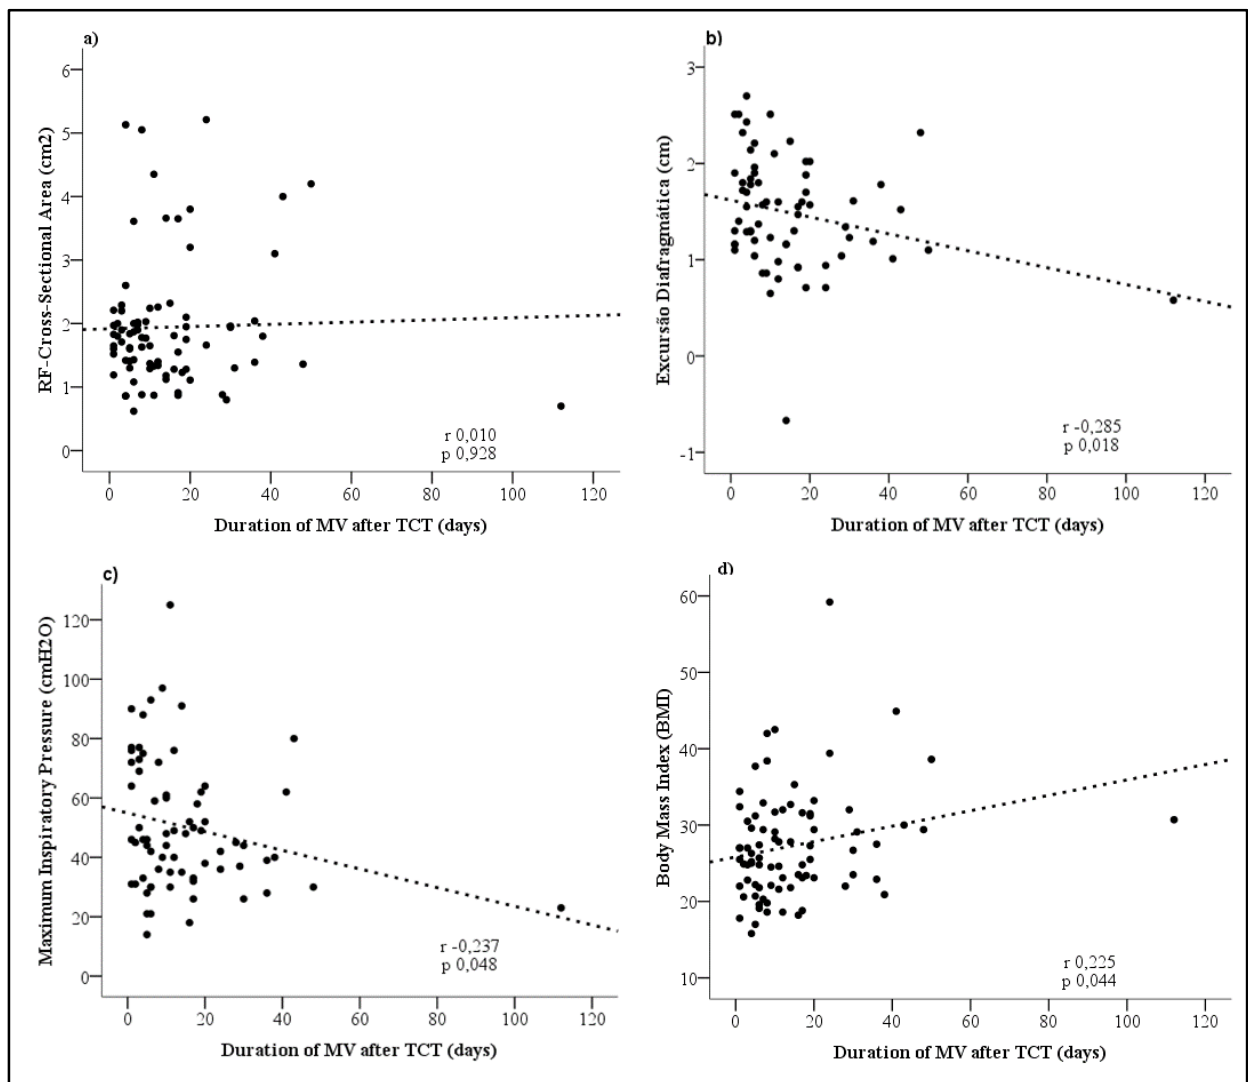 a)
RF-Cross-Sectional Area (cm2)
6
5
4
3
2
1
0
r 0,010
p 0,928
0 20 40 60 80 100 120
Duration of MV after TCT (days)
b)
Excursão Diafragmática (cm)
3
2
1
0
-1
r -0,285
p 0,018
0 20 40 60 80 100 120
Duration of MV after TCT (days)
c)
Maximum Inspiratory Pressure (cmH2O)
120
100
80
60
40
20
0
r -0,237
p 0,048
0 20 40 60 80 100 120
Duration of MV after TCT (days)
d)
Body Mass Index (BMI)
60
50
40
30
20
10
r 0,225
p 0,044
0 20 40 60 80 100 120
Duration of MV after TCT (days)